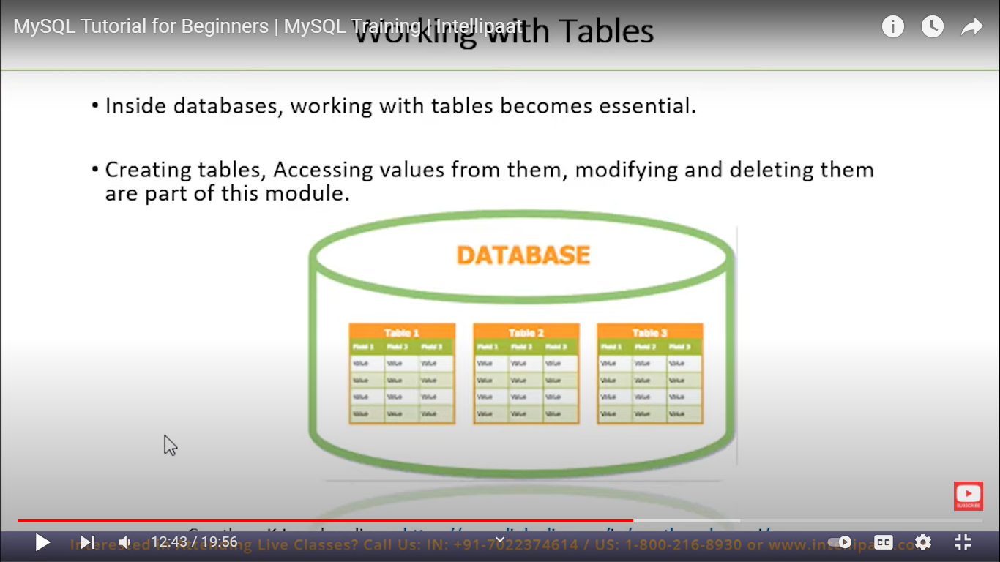 MySQL Tutorial for Beginners | MySQL Training | Intellipaat
Working with Tables
• Inside databases, working with tables becomes essential.
• Creating tables, Accessing values from them, modifying and deleting them
are part of this module.
DATABASE
Table 1 Table 2 Table 3
Field 1 Field 2 Field 3 Field 1 Field 2 Field 3 Field 1 Field 2 Field 3
Value Value Value Value Value Value Value Value Value
Value Value Value Value Value Value Value Value Value
Value Value Value Value Value Value Value Value Value
Value Value Value Value Value Value Value Value Value
SUBSCRIBE
Interested in Attending Live Classes? Call Us: IN: +91-7022374614 / US: 1-800-216-8930 or www.intellipaat.com
12:43 / 19:56
CC